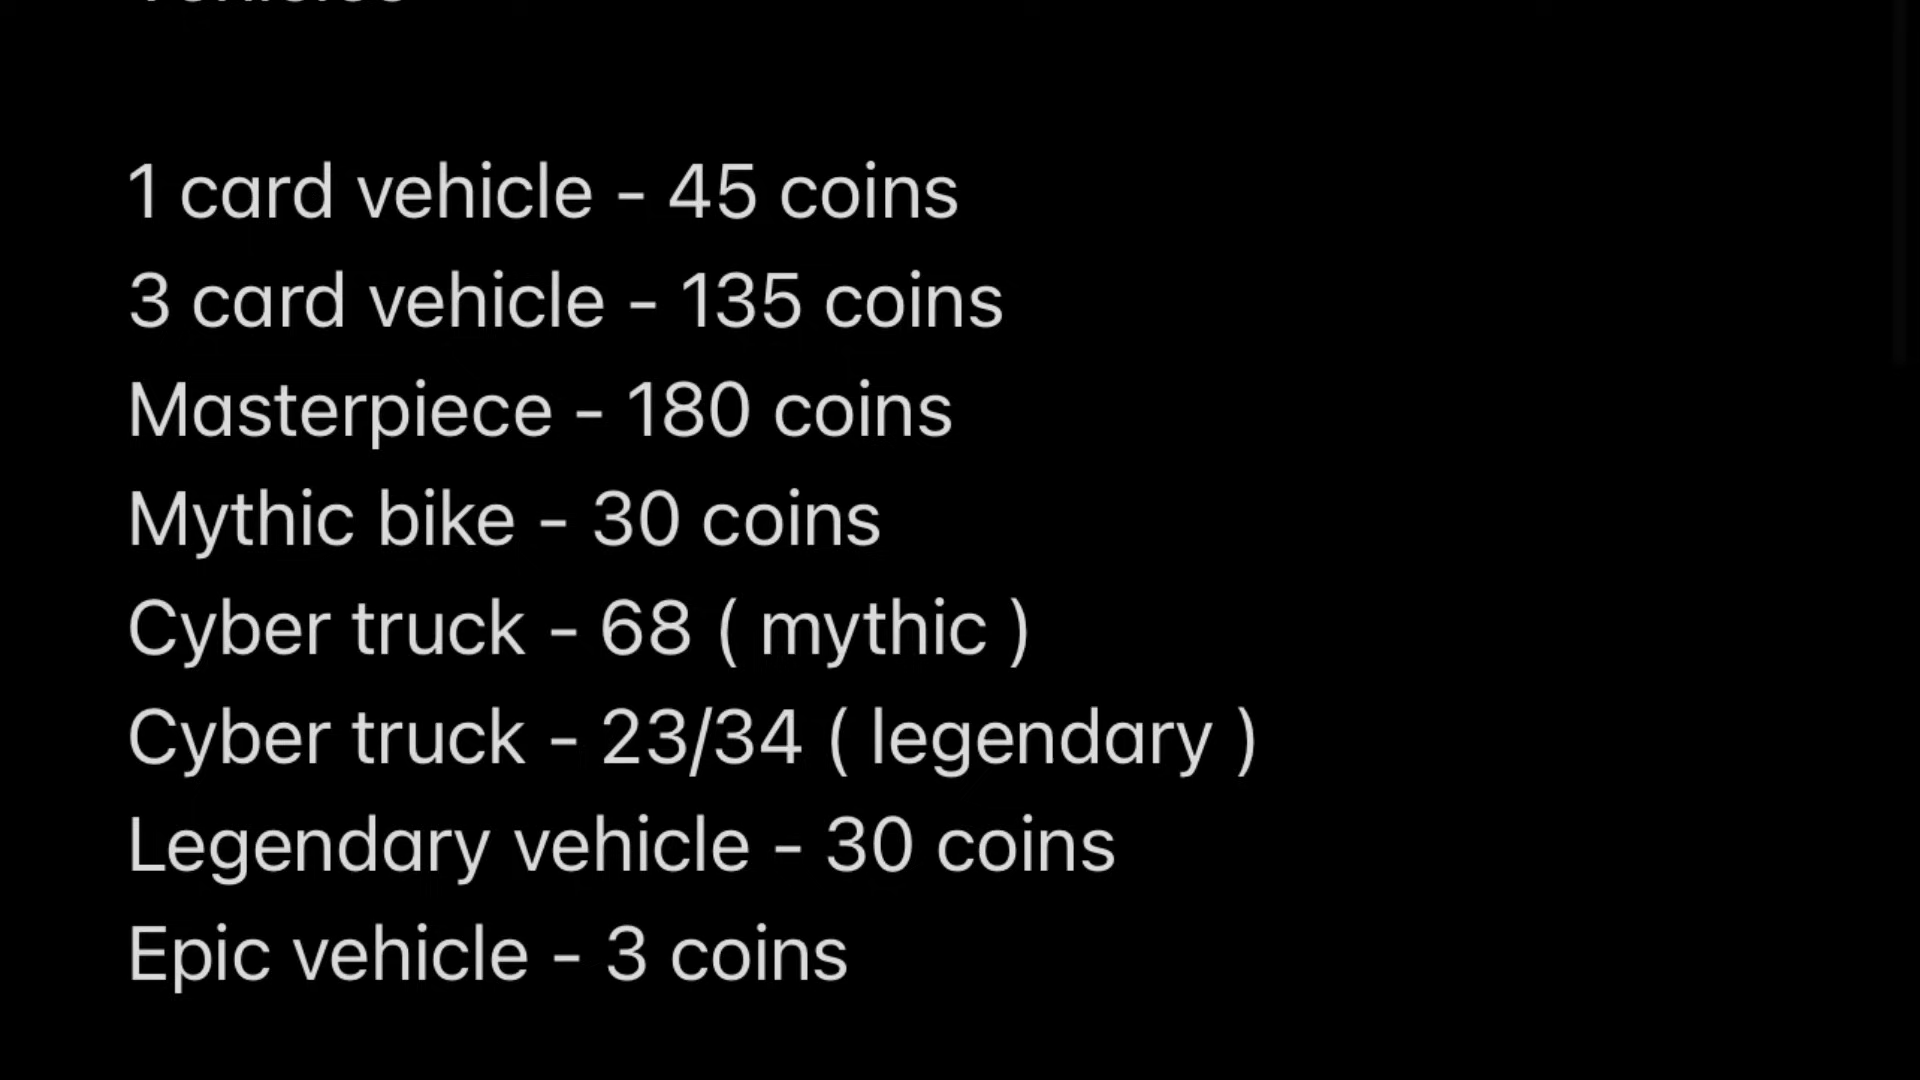 1 card vehicle - 45 coins
3 card vehicle - 135 coins
Masterpiece - 180 coins
Mythic bike - 30 coins
Cyber truck - 68 ( mythic )
Cyber truck - 23/34 ( legendary )
Legendary vehicle - 30 coins
Epic vehicle - 3 coins